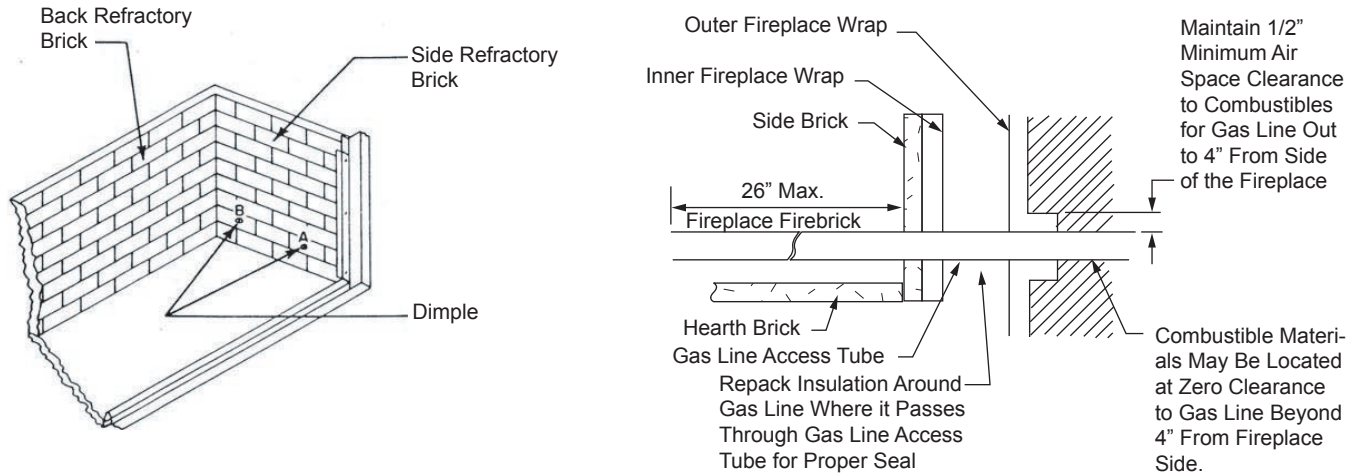 Back Refractory
Brick
Side Refractory
Brick
B
A
Dimple
Outer Fireplace Wrap
Inner Fireplace Wrap
Side Brick
26” Max.
Fireplace Firebrick
Hearth Brick
Gas Line Access Tube
Repack Insulation Around
Gas Line Where it Passes
Through Gas Line Access
Tube for Proper Seal
Maintain 1/2”
Minimum Air
Space Clearance
to Combustibles
for Gas Line Out
to 4” From Side
of the Fireplace
Combustible Materi-
als May Be Located
at Zero Clearance
to Gas Line Beyond
4” From Fireplace
Side.